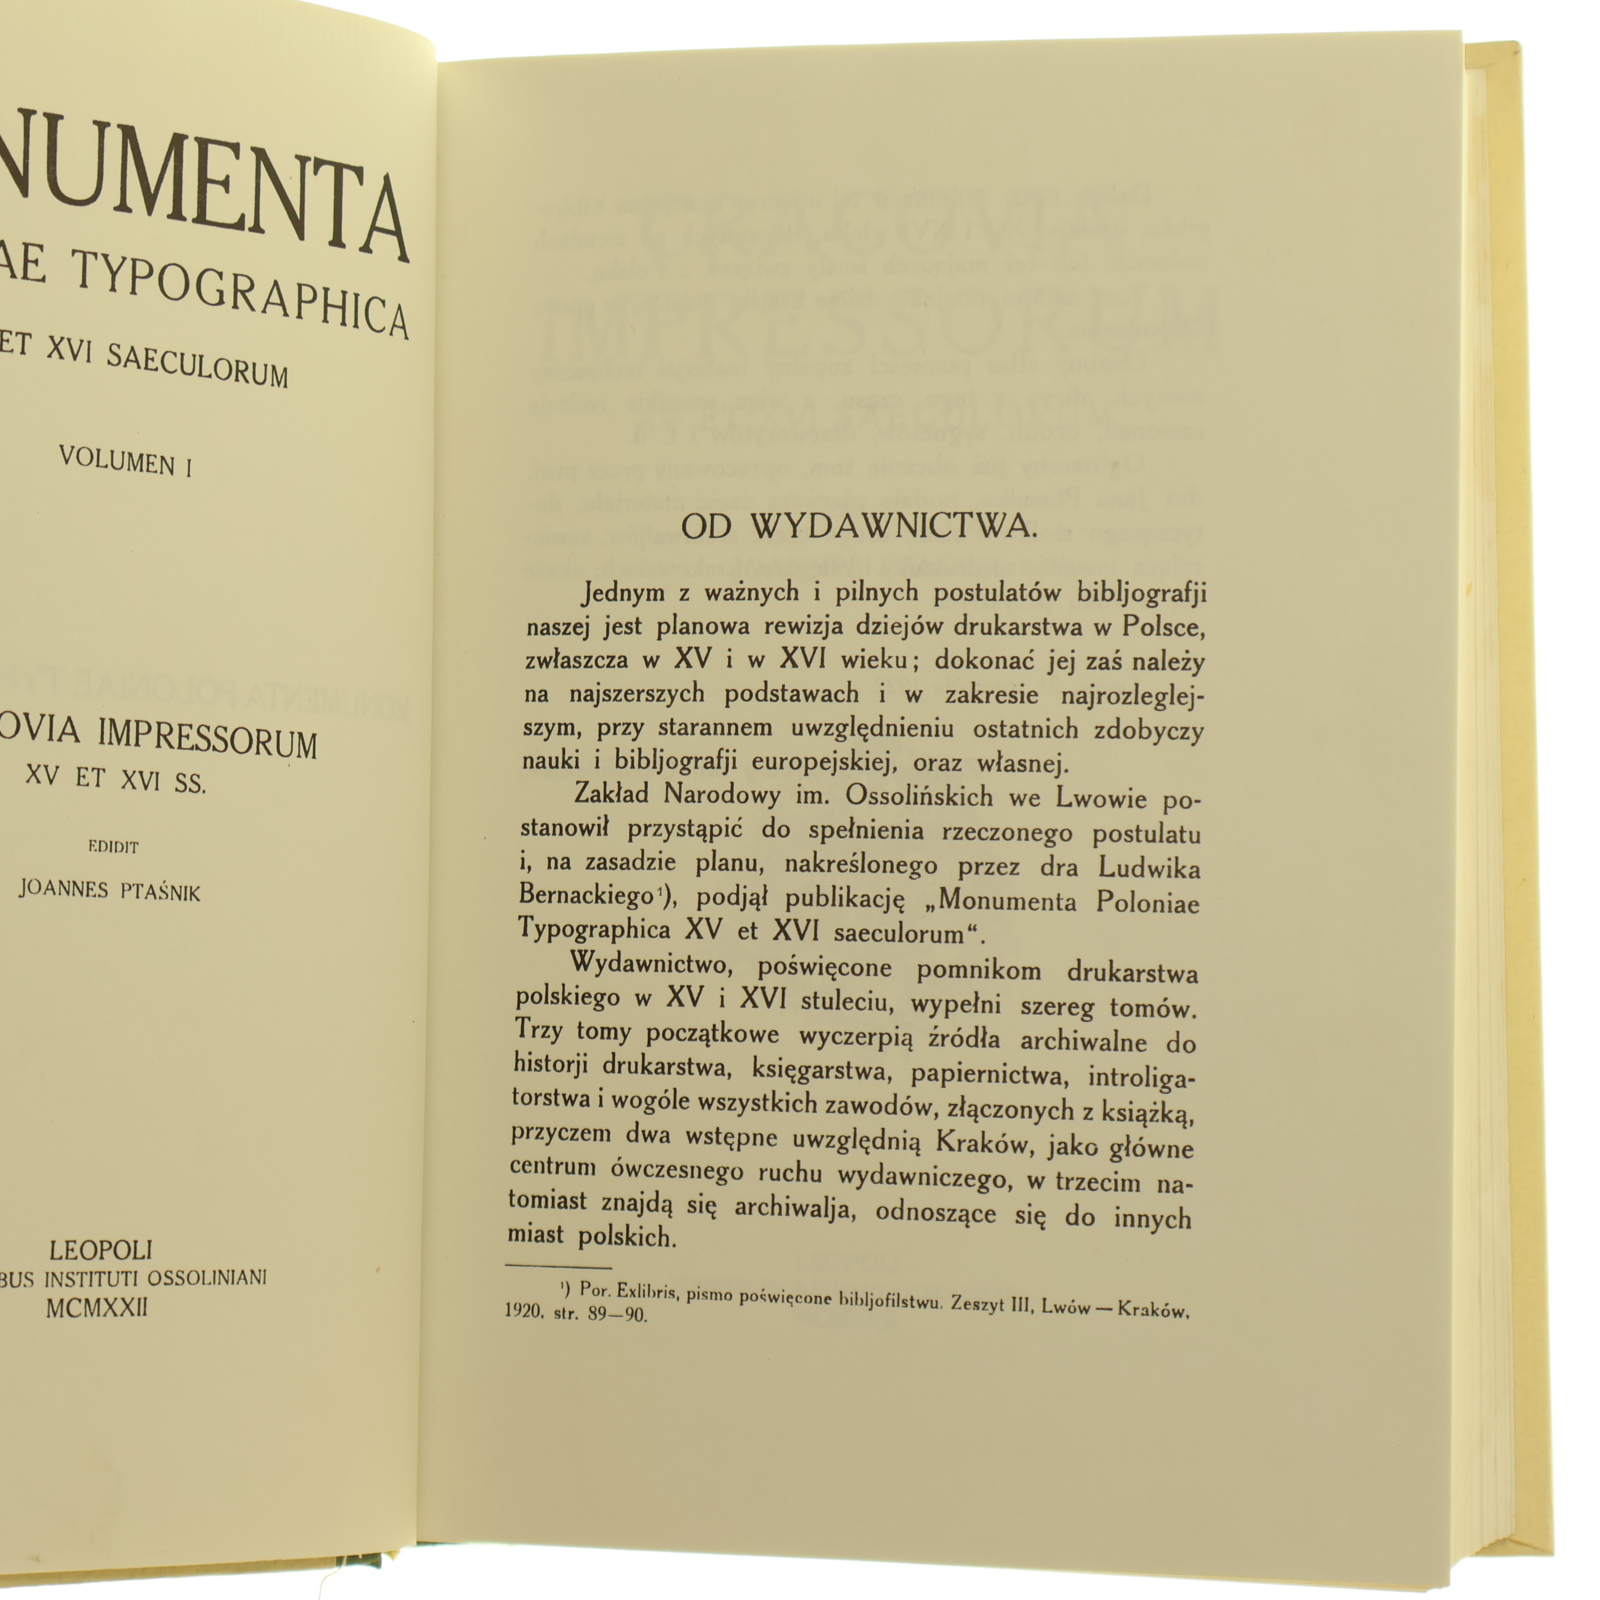 NUMENTA
AE TYPOGRAPHICA
ET XVI SAECULORUM
VOLUMEN I
OVIA IMPRESSORUM
XV ET XVI SS.
EDIDIT
JOANNES PTAŚNIK
LEOPOLI
BUS INSTITUTI OSSOLINIANI
MCMXXII
OD WYDAWNICTWA.
Jednym z ważnych i pilnych postulatów bibljografji
naszej jest planowa rewizja dziejów drukarstwa w Polsce,
zwłaszcza w XV i w XVI wieku; dokonać jej zaś należy
na najszerszych podstawach i w zakresie najrozleglej-
szym, przy starannem uwzględnieniu ostatnich zdobyczy
nauki i bibljografji europejskiej, oraz własnej.
Zakład Narodowy im. Ossolińskich we Lwowie po-
stanowił przystąpić do spełnienia rzeczonego postulatu
i, na zasadzie planu, nakreślonego przez dra Ludwika
Bernackiego¹), podjął publikację „Monumenta Poloniae
Typographica XV et XVI saeculorum“.
Wydawnictwo, poświęcone pomnikom drukarstwa
polskiego w XV i XVI stuleciu, wypełni szereg tomów.
Trzy tomy początkowe wyczerpią źródła archiwalne do
historji drukarstwa, księgarstwa, papiernictwa, introliga-
torstwa i wogóle wszystkich zawodów, złączonych z książką,
przyczem dwa wstępne uwzględnią Kraków, jako główne
centrum ówczesnego ruchu wydawniczego, w trzecim na-
tomiast znajdą się archiwalja, odnoszące się do innych
miast polskich.
¹) Por. Exlibris, pismo poświęcone bibljofilstwu. Zeszyt III, Lwów — Kraków,
1920, str. 89—90.